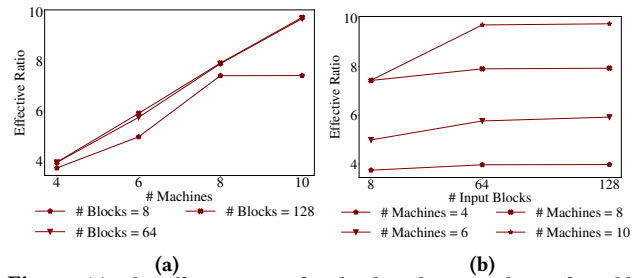 10
8
6
4
Effective Ratio
4 6 8 10
# Machines
# Blocks = 8
# Blocks = 128
# Blocks = 64
(a)
10
8
6
4
Effective Ratio
8 64 128
# Input Blocks
# Machines = 4
# Machines = 8
# Machines = 6
# Machines = 10
(b)